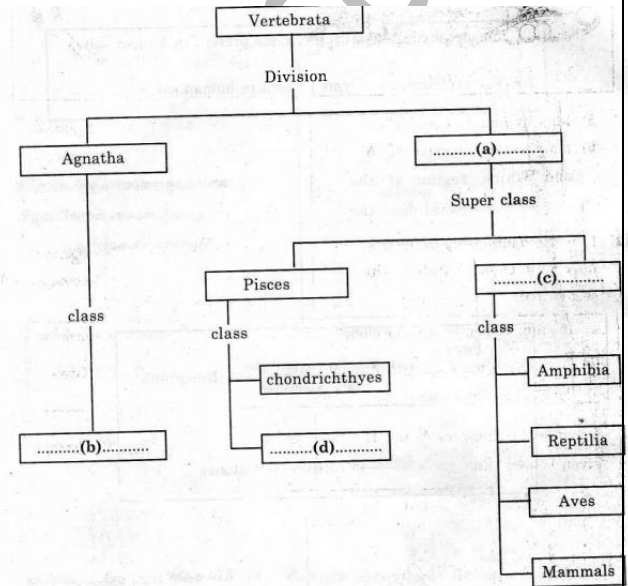 Vertebrata
Division
Agnatha
............(a)............
Super class
Pisces
............(c)............
class
class
class
chondrichthyes
Amphibia
............(b)............
............(d)............
Reptilia
Aves
Mammals